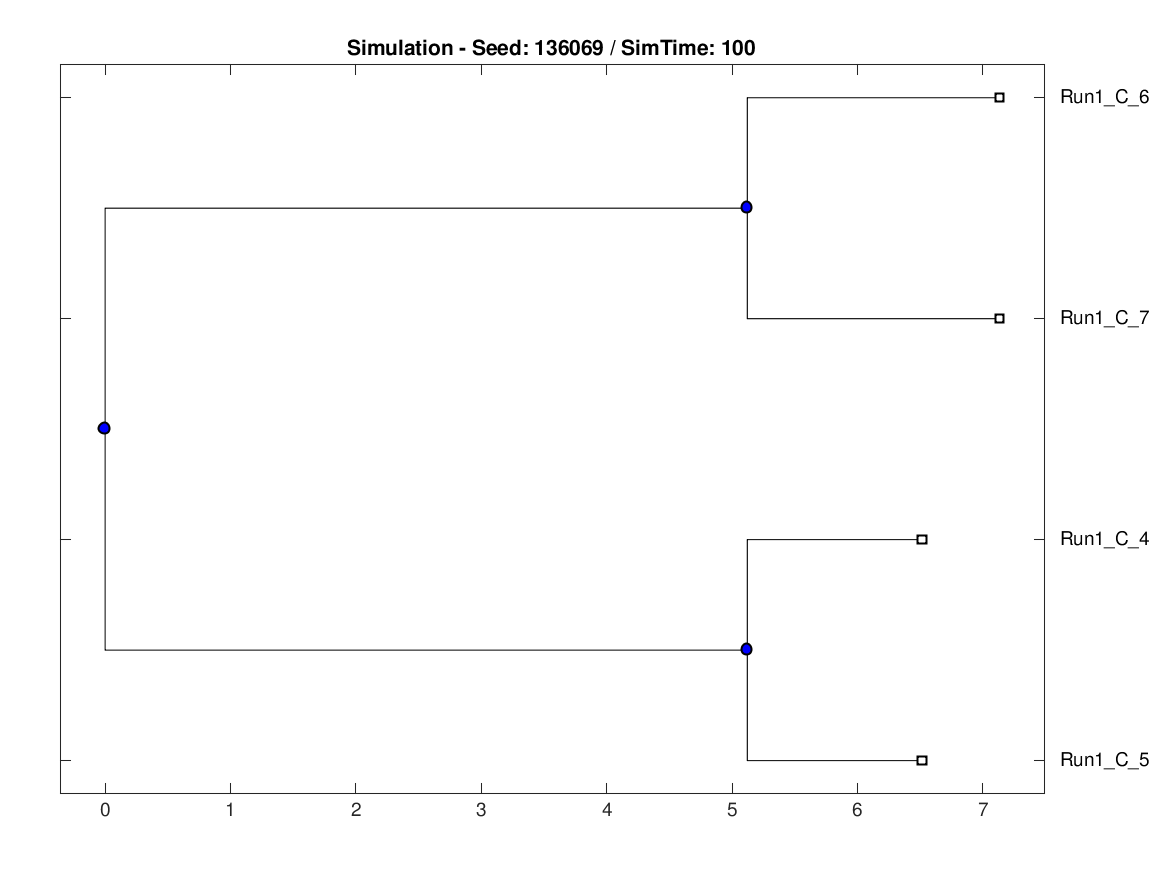 Simulation - Seed: 136069 / SimTime: 100
Run1_C_6
Run1_C_7
Run1_C_4
Run1_C_5
0 1 2 3 4 5 6 7